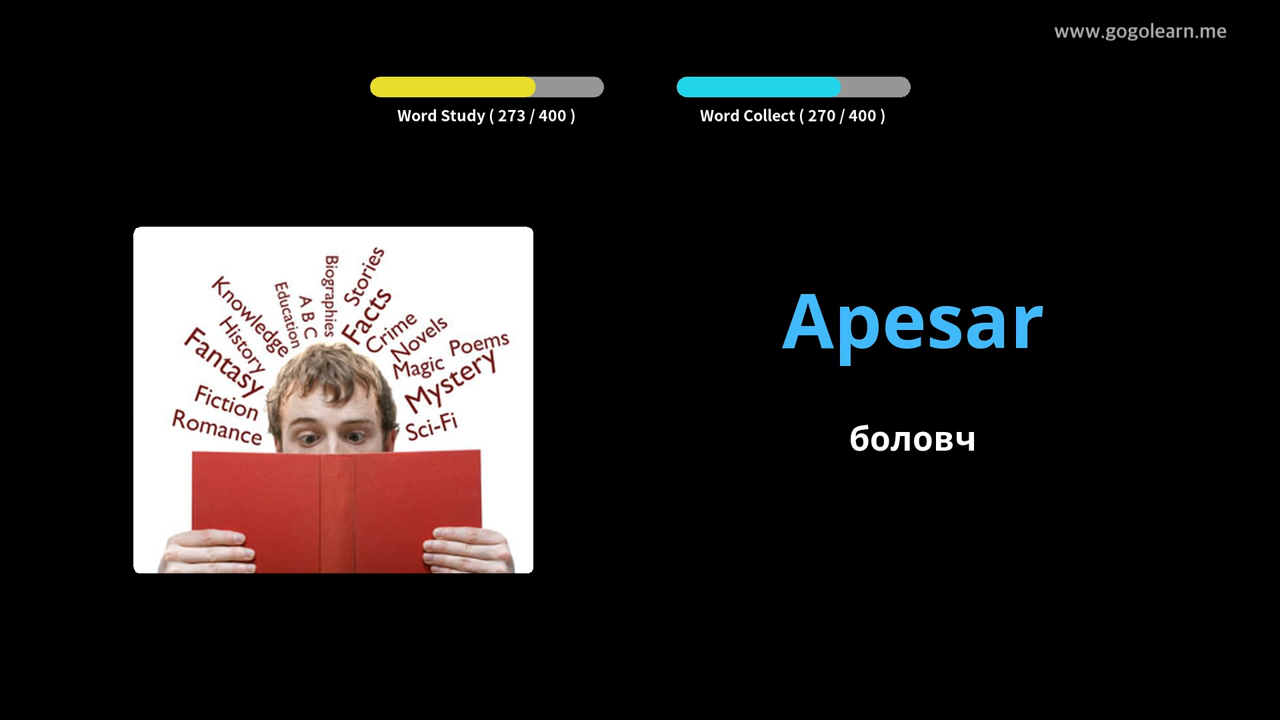 www.gogolearn.me
Word Study ( 273 / 400 )
Word Collect ( 270 / 400 )
Biographies
Stories
Knowledge
Education
A B C
Facts
Crime
History
Novels
Fantasy
Magic
Poems
Mystery
Fiction
Romance
Sci-Fi
Apesar
боловч